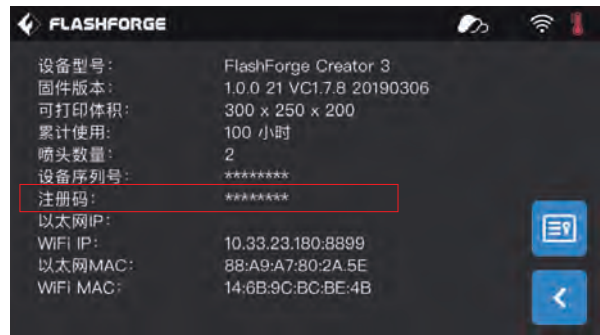 FLASHFORGE
设备型号: FlashForge Creator 3
固件版本: 1.0.0 21 VC1.7.8 20190306
可打印体积: 300 x 250 x 200
累计使用: 100 小时
喷头数量: 2
设备序列号: ********
注册码: ********
以太网IP:
WiFi IP: 10.33.23.180:8899
以太网MAC: 88:A9:A7:80:2A.5E
WiFi MAC: 14:6B:9C:BC:BE:4B